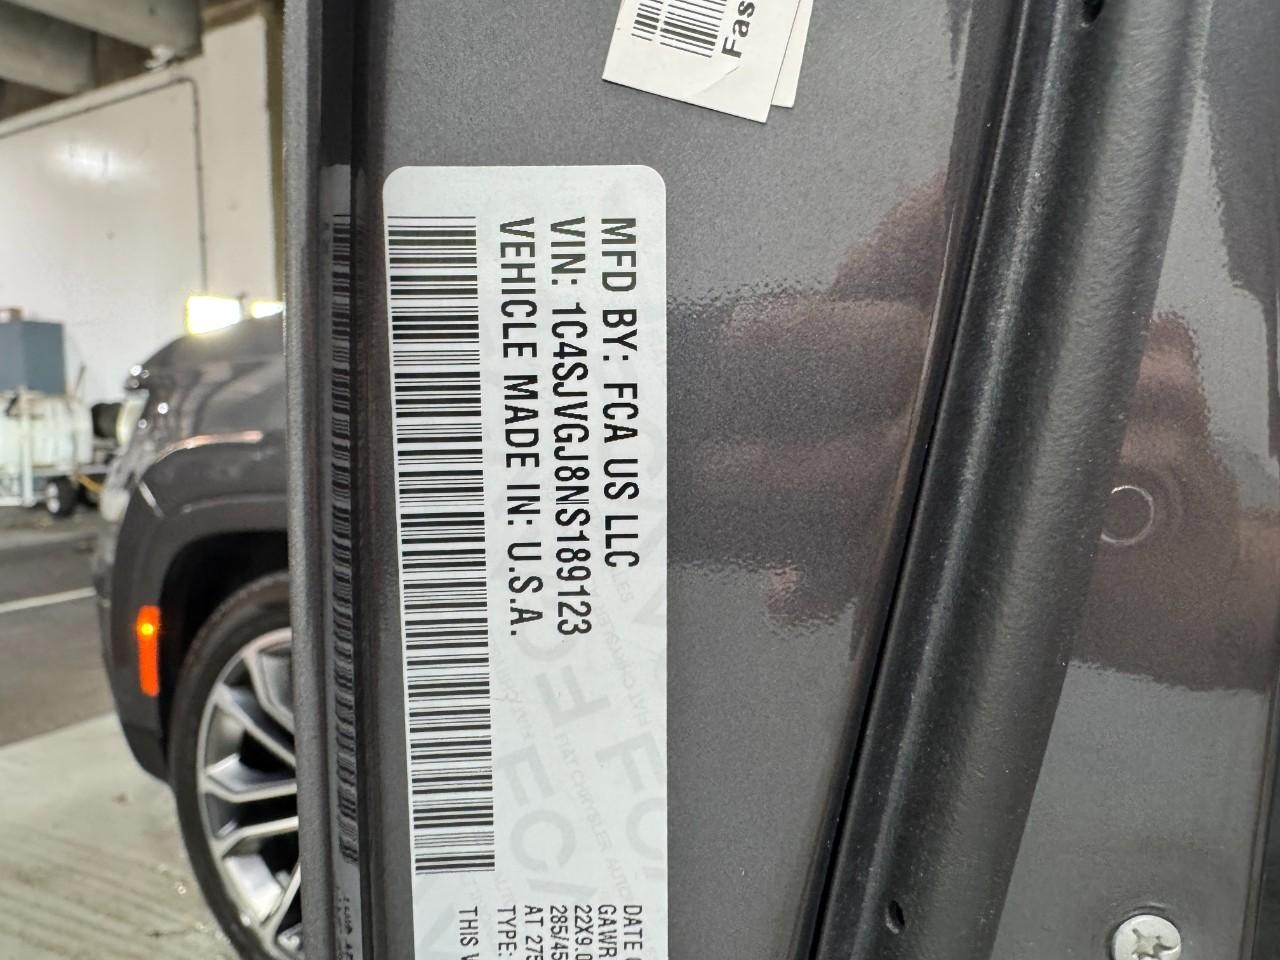 Fas
MFD BY: FCA US LLC
VIN: 1C4SJVGJ8NS189123
VEHICLE MADE IN: U.S.A.
DATE
GAWR
22X9.0
285/45
AT 275
TYPE:
THIS